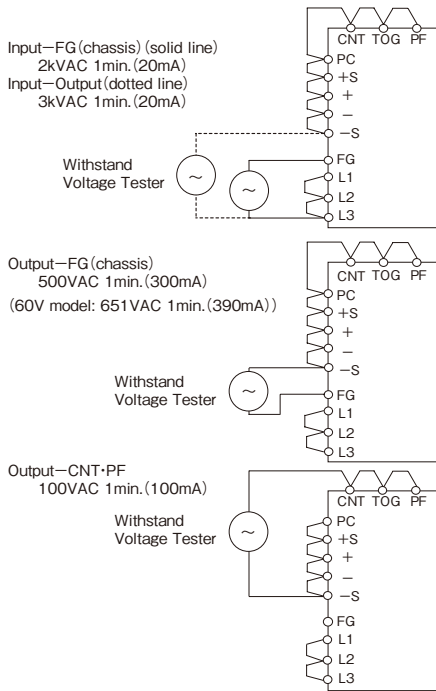 Input−FG(chassis)(solid line)
2kVAC 1min.(20mA)
Input−Output(dotted line)
3kVAC 1min.(20mA)
Withstand
Voltage Tester
~
~
CNT TOG PF
PC
+S
+
−
−S
FG
L1
L2
L3
Output−FG(chassis)
500VAC 1min.(300mA)
(60V model: 651VAC 1min.(390mA))
Withstand
Voltage Tester
~
CNT TOG PF
PC
+S
+
−
−S
FG
L1
L2
L3
Output−CNT･PF
100VAC 1min.(100mA)
Withstand
Voltage Tester
~
CNT TOG PF
PC
+S
+
−
−S
FG
L1
L2
L3